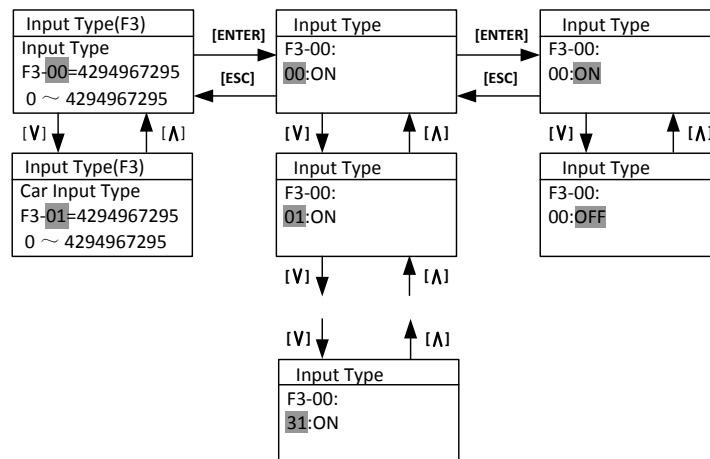 Input Type(F3)
Input Type
F3-00=4294967295
0 ~ 4294967295
[ENTER]
[ESC]
Input Type
F3-00:
00:ON
[ENTER]
[ESC]
Input Type
F3-00:
00:ON
[V]
[Λ]
[V]
[Λ]
[V]
[Λ]
Input Type(F3)
Car Input Type
F3-01=4294967295
0 ~ 4294967295
Input Type
F3-00:
01:ON
Input Type
F3-00:
00:OFF
[V]
[Λ]
[V]
[Λ]
Input Type
F3-00:
31:ON